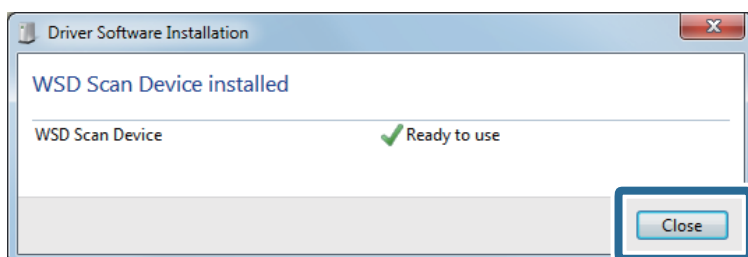 Driver Software Installation
WSD Scan Device installed
WSD Scan Device Ready to use
Close